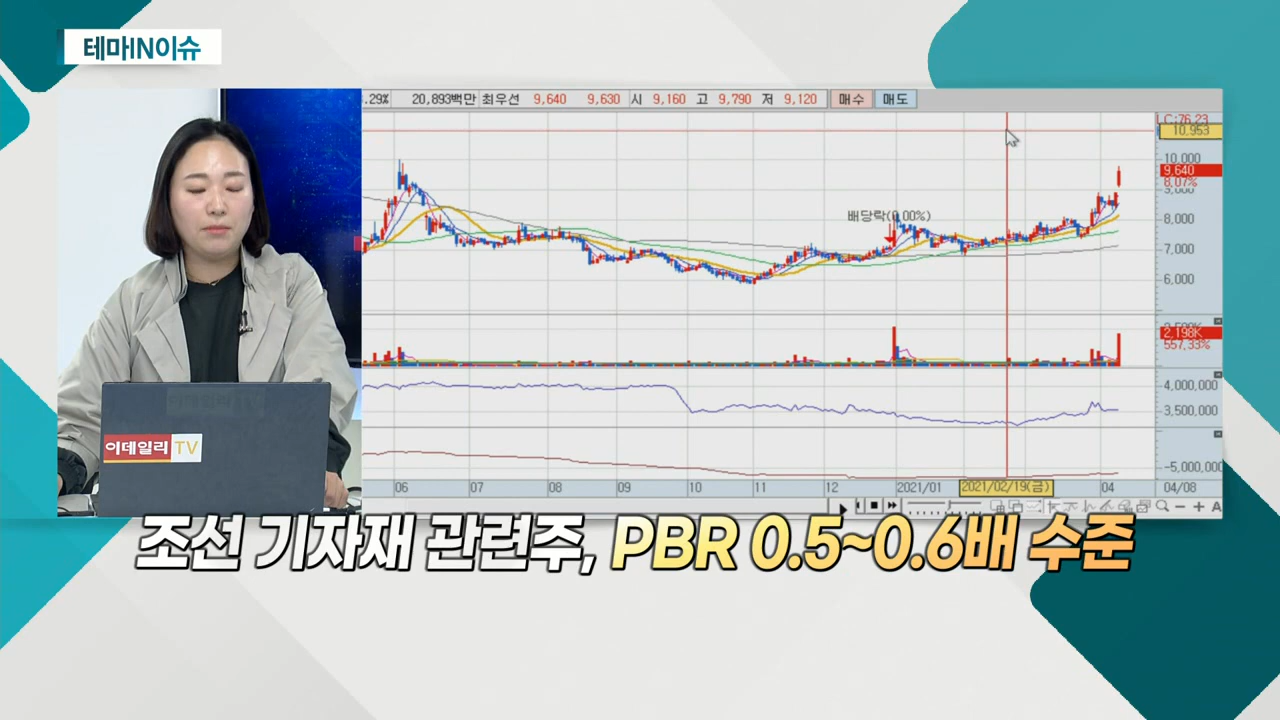 테마IN이슈
.29% 20,893백만 최우선 9,640 9,630 시 9,160 고 9,790 저 9,120 매수 매도
LC:76.23
10,953
10,000
9,640
8.07%
9,000
배당락(0.00%)
8,000
7,000
6,000
2,198K
557.33%
4,000,000
3,500,000
-5,000,000
06 07 08 09 10 11 12 2021/01 2021/02/19(금) 04 04/08
이데일리 TV
조선 기자재 관련주, PBR 0.5~0.6배 수준